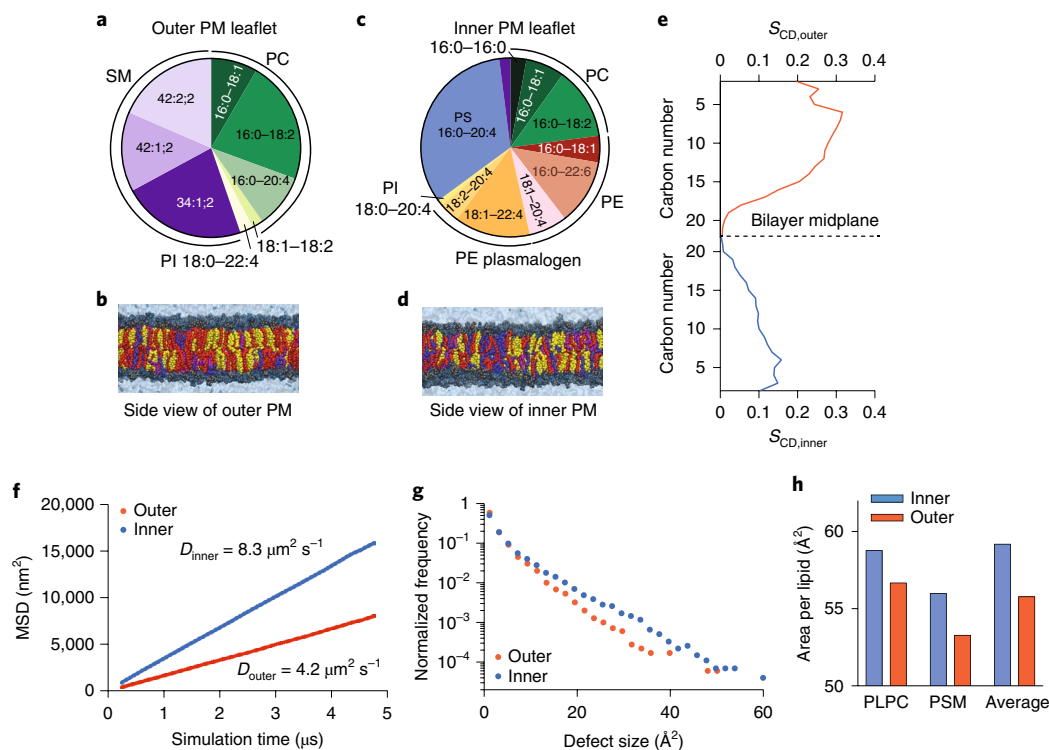 a
Outer PM leaflet
SM
PC
42:2;2
42:1;2
34:1;2
16:0–18:1
16:0–18:2
16:0–20:4
18:1–18:2
PI 18:0–22:4
b
Side view of outer PM
c
Inner PM leaflet
16:0–16:0
PC
16:0–18:1
16:0–18:2
16:0–18:1
16:0–22:6
PE
18:1–20:4
18:1–22:4
18:2–20:4
PS
16:0–20:4
PI
18:0–20:4
PE plasmalogen
d
Side view of inner PM
e
S CD,outer
0 0.1 0.2 0.3 0.4
Carbon number
5
10
15
20
Bilayer midplane
Carbon number
20
15
10
5
0 0.1 0.2 0.3 0.4
S CD,inner
f
20,000
15,000
10,000
5,000
0
MSD (nm²)
Outer
Inner
D inner = 8.3 μm² s⁻¹
D outer = 4.2 μm² s⁻¹
0 1 2 3 4 5
Simulation time (μs)
g
Normalized frequency
1
10⁻¹
10⁻²
10⁻³
10⁻⁴
Outer
Inner
0 20 40 60
Defect size (Å²)
h
Inner
Outer
Area per lipid (Å²)
60
55
50
PLPC PSM Average